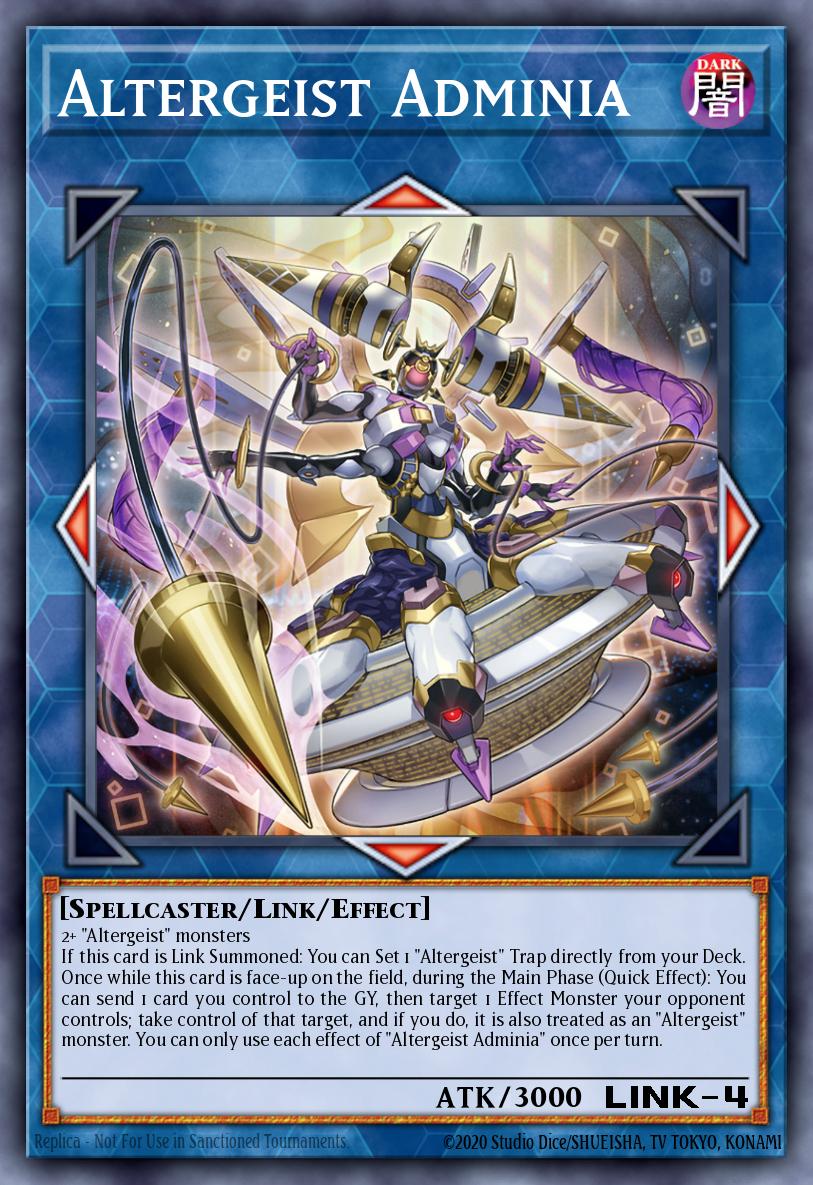 ALTERGEIST ADMINIA
DARK
闇
[SPELLCASTER/LINK/EFFECT]
2+ "Altergeist" monsters
If this card is Link Summoned: You can Set 1 "Altergeist" Trap directly from your Deck.
Once while this card is face-up on the field, during the Main Phase (Quick Effect): You
can send 1 card you control to the GY, then target 1 Effect Monster your opponent
controls; take control of that target, and if you do, it is also treated as an "Altergeist"
monster. You can only use each effect of "Altergeist Adminia" once per turn.
ATK/3000 LINK-4
Replica - Not For Use in Sanctioned Tournaments.
©2020 Studio Dice/SHUEISHA, TV TOKYO, KONAMI